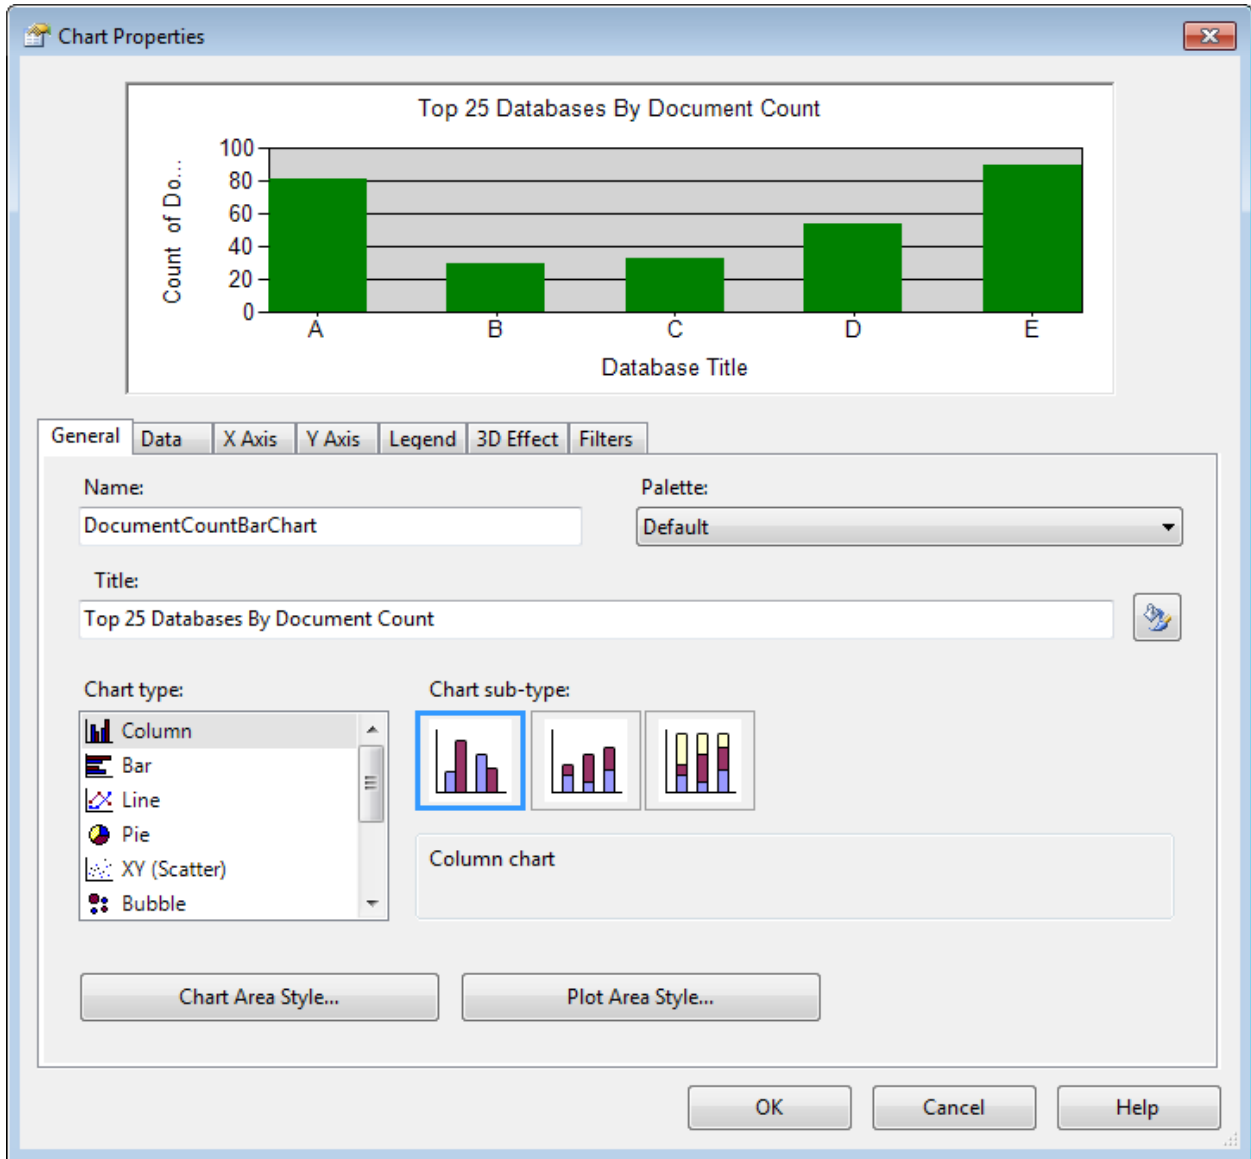 Chart Properties
Top 25 Databases By Document Count
Count of Do...
100
80
60
40
20
0
A B C D E
Database Title
General Data X Axis Y Axis Legend 3D Effect Filters
Name: Palette:
DocumentCountBarChart Default
Title:
Top 25 Databases By Document Count
Chart type: Chart sub-type:
Column
Bar
Line
Pie
XY (Scatter)
Bubble
Column chart
Chart Area Style... Plot Area Style...
OK Cancel Help